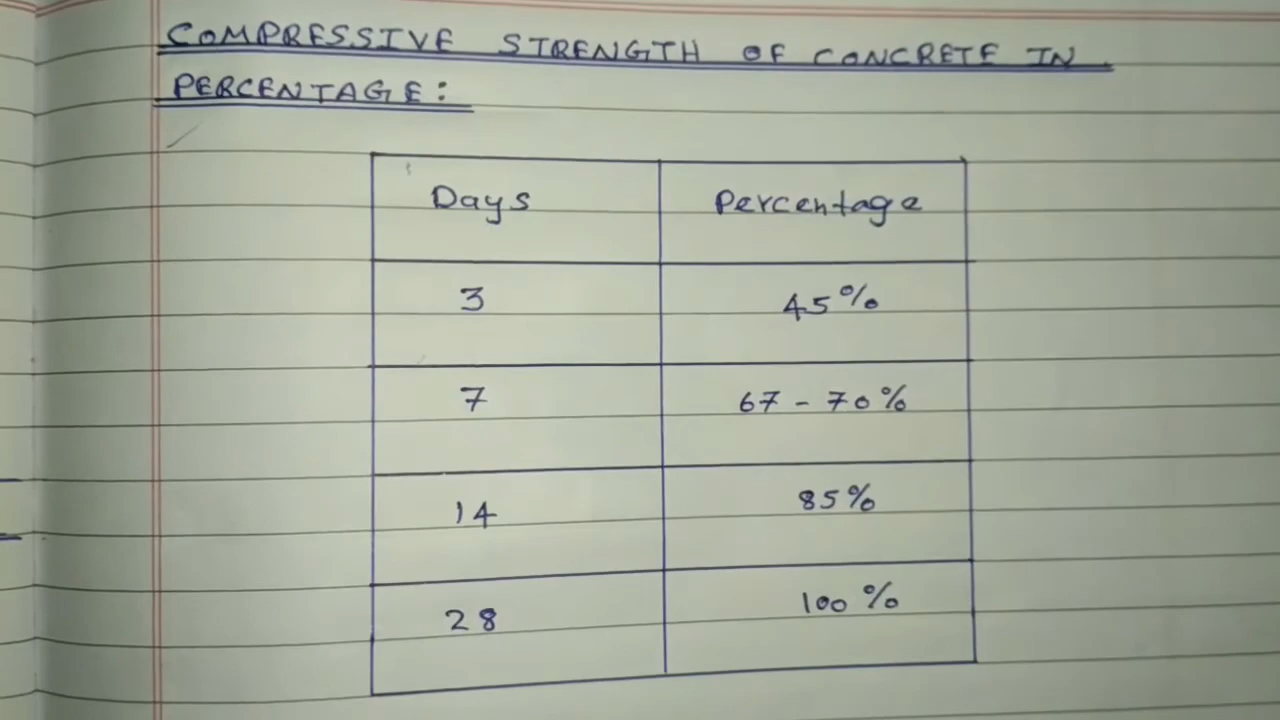 COMPRESSIVE STRENGTH OF CONCRETE IN
PERCENTAGE:
Days Percentage
3 45%
7 67 - 70%
14 85%
28 100%